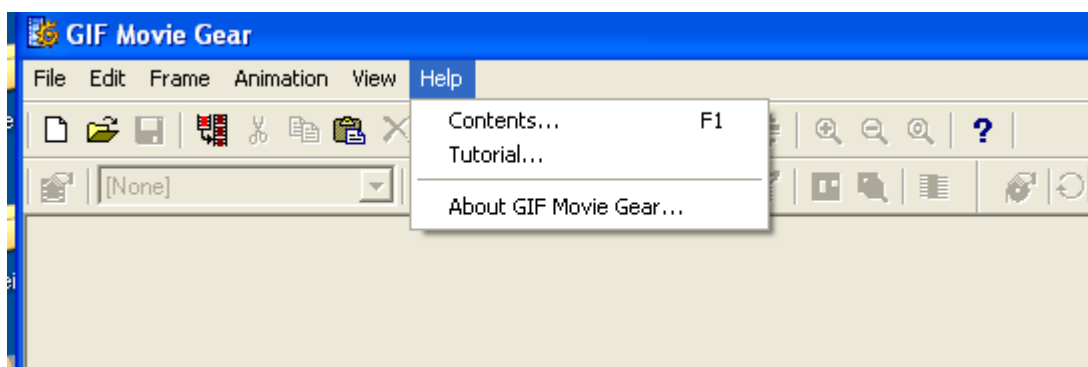 GIF Movie Gear
File Edit Frame Animation View Help
Contents... F1
Tutorial...
[None]
About GIF Movie Gear...